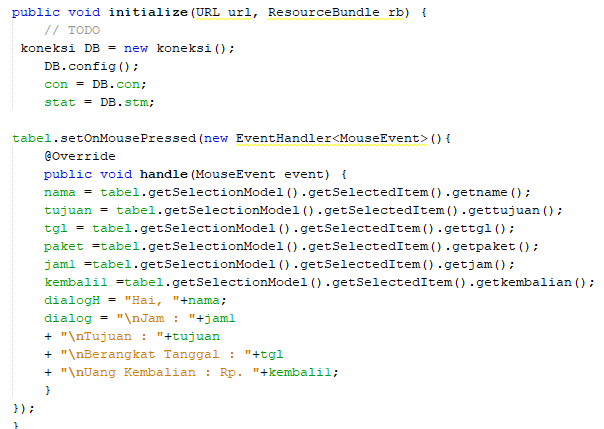 public void initialize(URL url, ResourceBundle rb) {
// TODO
koneksi DB = new koneksi();
DB.config();
con = DB.con;
stat = DB.stm;
tabel.setOnMousePressed(new EventHandler<MouseEvent>(){
@Override
public void handle(MouseEvent event) {
nama = tabel.getSelectionModel().getSelectedItem().getname();
tujuan = tabel.getSelectionModel().getSelectedItem().gettujuan();
tgl = tabel.getSelectionModel().getSelectedItem().gettgl();
paket =tabel.getSelectionModel().getSelectedItem().getpaket();
jam1 =tabel.getSelectionModel().getSelectedItem().getjam();
kembali1 =tabel.getSelectionModel().getSelectedItem().getkembalian();
dialogH = "Hai, "+nama;
dialog = "\nJam : "+jam1
+ "\nTujuan : "+tujuan
+ "\nBerangkat Tanggal : "+tgl
+ "\nUang Kembalian : Rp. "+kembali1;
}
});
}